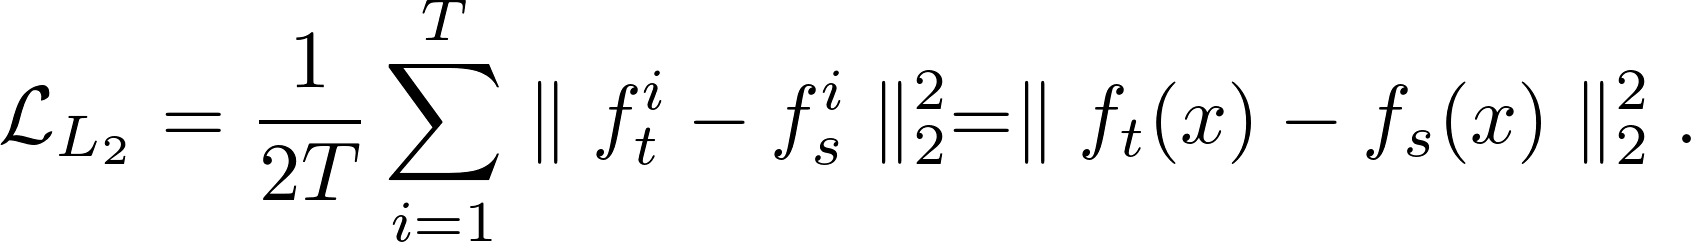 $\mathcal{L}_{L_2} = \frac{1}{2T} \sum_{i=1}^{T} \parallel f_t^i - f_s^i \parallel_2^2 = \parallel f_t(x) - f_s(x) \parallel_2^2 .$